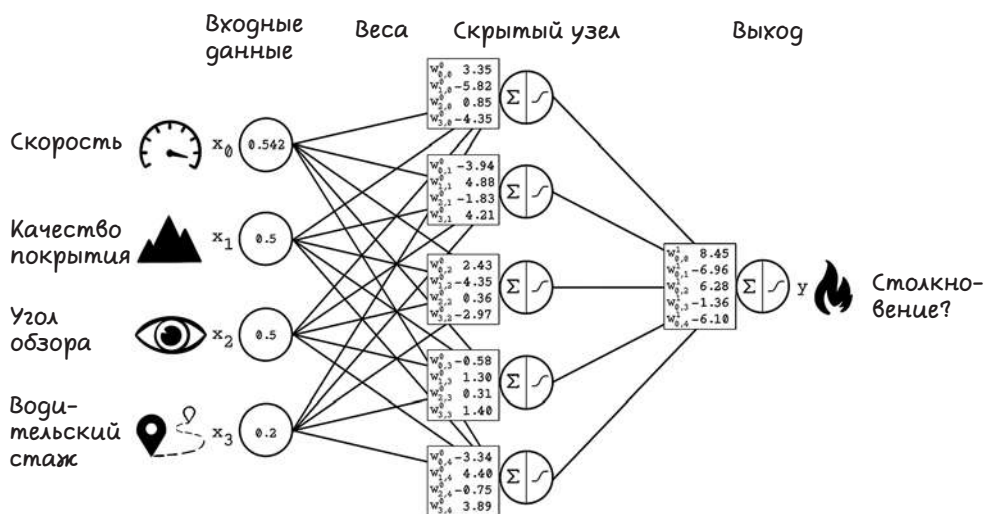 Входные
данные
Веса
Скрытый узел
Выход
Скорость
x₀
0.542
Качество
покрытия
x₁
0.5
Угол
обзора
x₂
0.5
Води-
тельский
стаж
x₃
0.2
w⁰₀,₀ 3.35
w⁰₁,₀ -5.82
w⁰₂,₀ 0.85
w⁰₃,₀ -4.35
Σ
w⁰₀,₁ -3.94
w⁰₁,₁ 4.88
w⁰₂,₁ -1.83
w⁰₃,₁ 4.21
Σ
w⁰₀,₂ 2.43
w⁰₁,₂ -4.35
w⁰₂,₂ 0.36
w⁰₃,₂ -2.97
Σ
w⁰₀,₃ -0.58
w⁰₁,₃ 1.30
w⁰₂,₃ 0.31
w⁰₃,₃ 1.40
Σ
w⁰₀,₄ -3.34
w⁰₁,₄ 4.40
w⁰₂,₄ -0.75
w⁰₃,₄ 3.89
Σ
w¹₀,₀ 8.45
w¹₀,₁ -6.96
w¹₀,₂ 6.28
w¹₀,₃ -1.36
w¹₀,₄ -6.10
Σ
y
Столкно-
вение?